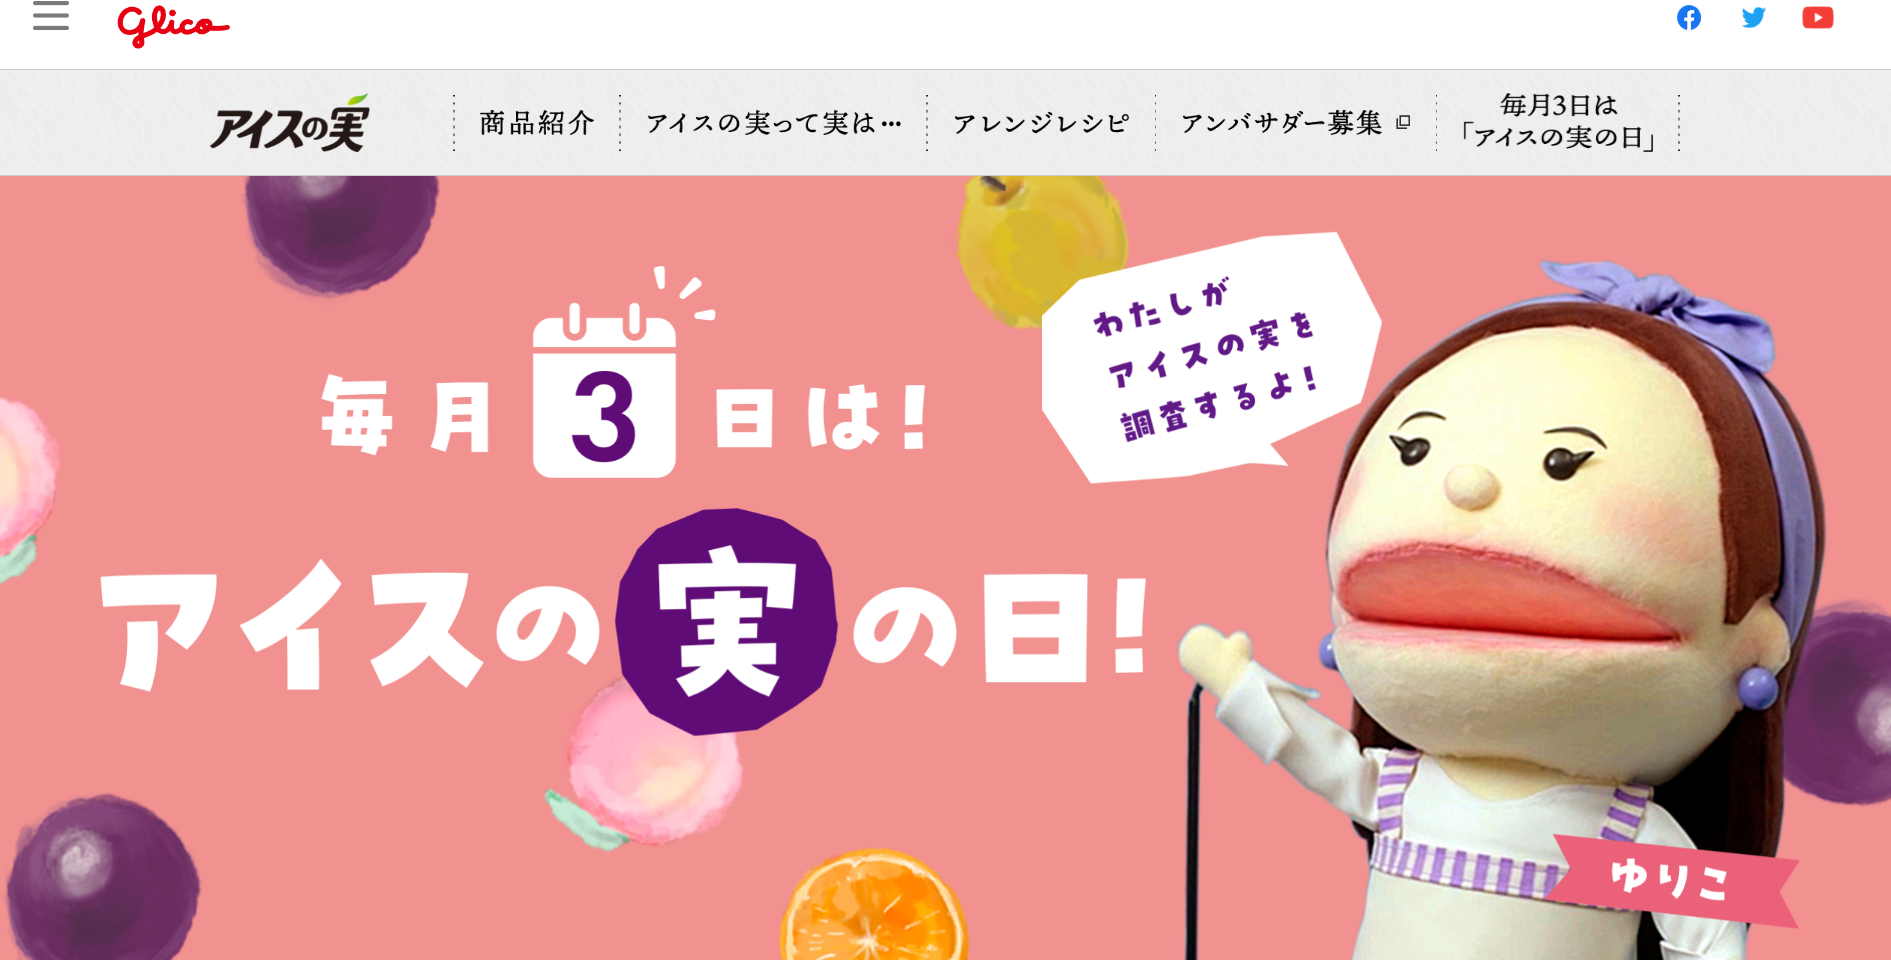 glico
アイスの実
商品紹介
アイスの実って実は…
アレンジレシピ
アンバサダー募集
毎月3日は
「アイスの実の日」
毎月3日は!
アイスの実の日!
わたしが
アイスの実を
調査するよ!
ゆりこ